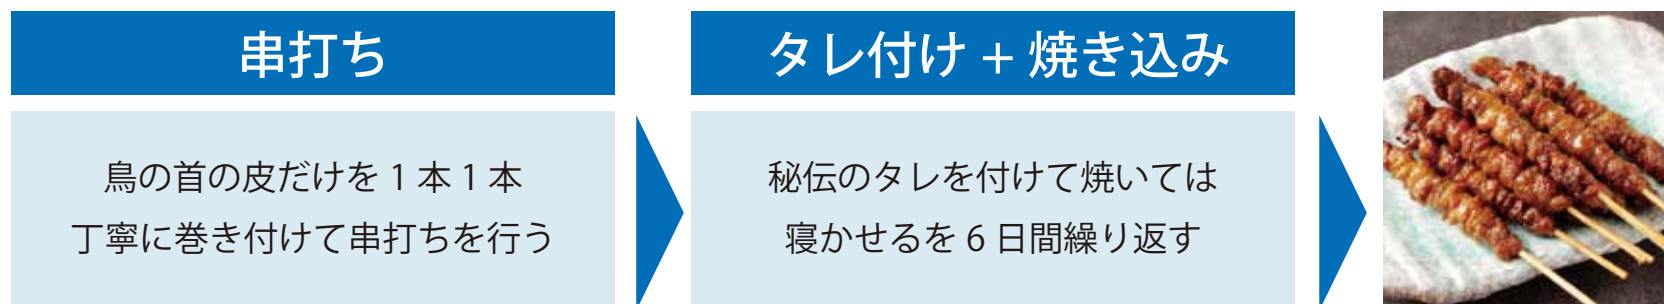 串打ち
鳥の首の皮だけを 1 本 1 本
丁寧に巻き付けて串打ちを行う
タレ付け + 焼き込み
秘伝のタレを付けて焼いては
寝かせるを 6 日間繰り返す